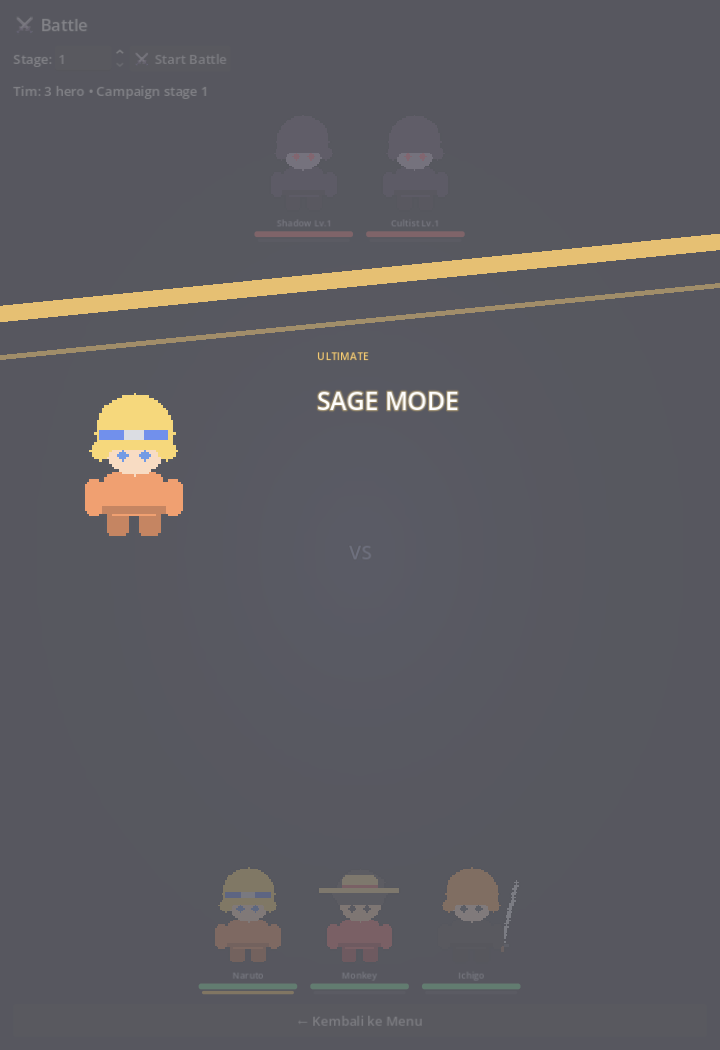 Battle
Stage: 1
Start Battle
Tim: 3 hero • Campaign stage 1
Shadow Lv.1
Cultist Lv.1
ULTIMATE
SAGE MODE
VS
Naruto
Monkey
Ichigo
← Kembali ke Menu